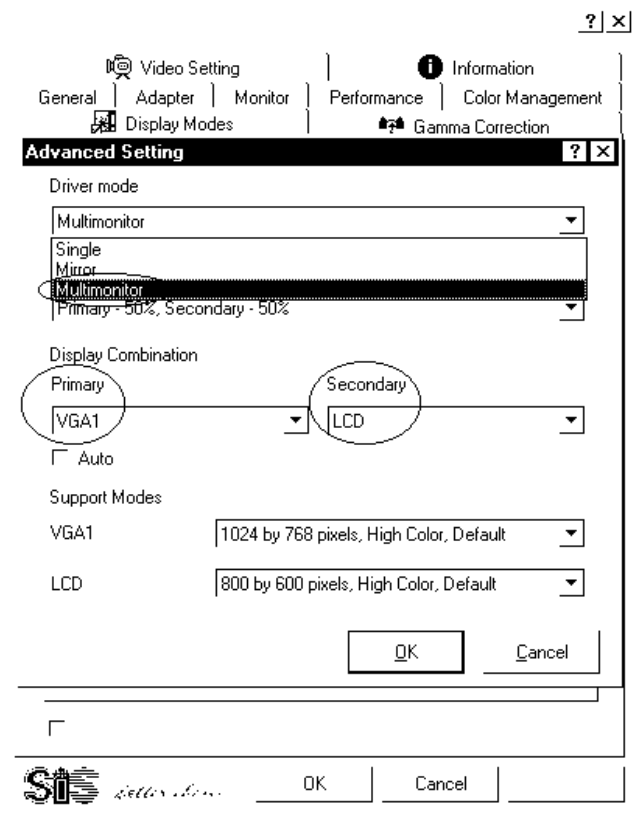 ? ×
Video Setting Information
General Adapter Monitor Performance Color Management
Display Modes Gamma Correction
Advanced Setting ? ×
Driver mode
Multimonitor
Single
Mirror
Multimonitor
Primary - 50%, Secondary - 50%
Display Combination
Primary Secondary
VGA1 LCD
Auto
Support Modes
VGA1 1024 by 768 pixels, High Color, Default
LCD 800 by 600 pixels, High Color, Default
OK Cancel
SiS OK Cancel